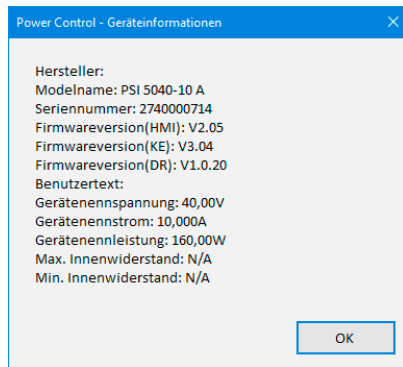 Power Control - Geräteinformationen
Hersteller:
Modelname: PSI 5040-10 A
Seriennummer: 2740000714
Firmwareversion(HMI): V2.05
Firmwareversion(KE): V3.04
Firmwareversion(DR): V1.0.20
Benutzertext:
Gerätenennspannung: 40,00V
Gerätenennstrom: 10,000A
Gerätenennleistung: 160,00W
Max. Innenwiderstand: N/A
Min. Innenwiderstand: N/A
OK